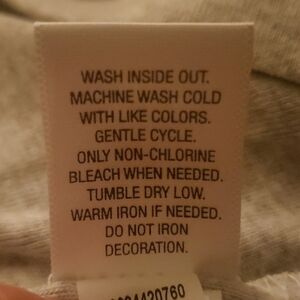 WASH INSIDE OUT.
MACHINE WASH COLD
WITH LIKE COLORS.
GENTLE CYCLE.
ONLY NON-CHLORINE
BLEACH WHEN NEEDED.
TUMBLE DRY LOW.
WARM IRON IF NEEDED.
DO NOT IRON
DECORATION.